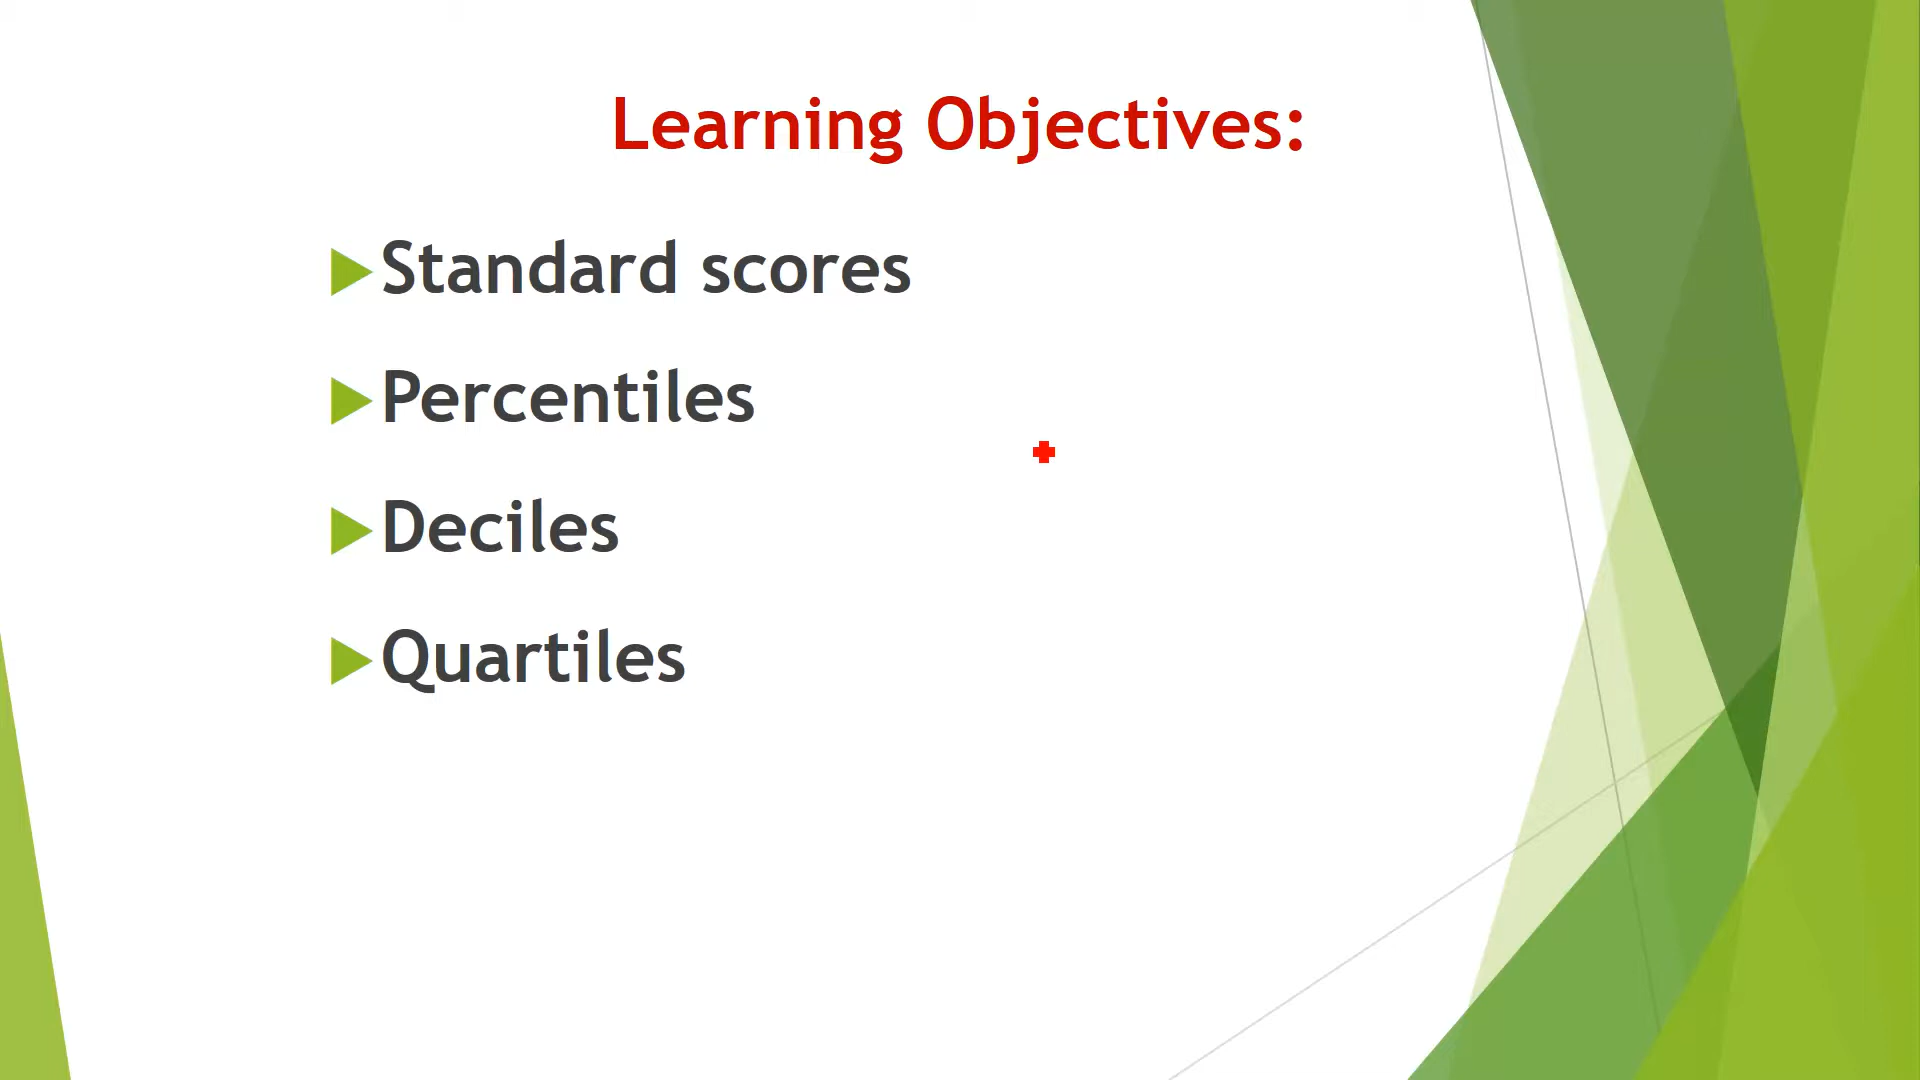 Learning Objectives:
Standard scores
Percentiles
Deciles
Quartiles